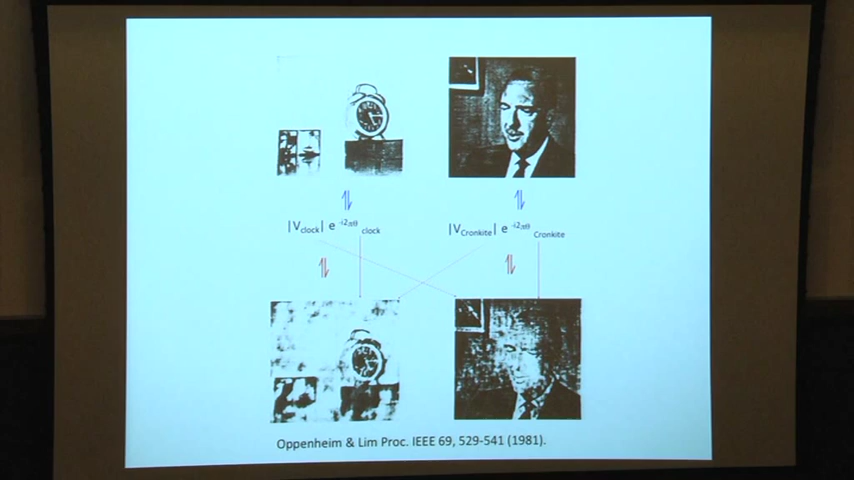 |V_clock| e^-i2πθ_clock
|V_Cronkite| e^-i2πθ_Cronkite
Oppenheim & Lim Proc. IEEE 69, 529-541 (1981).